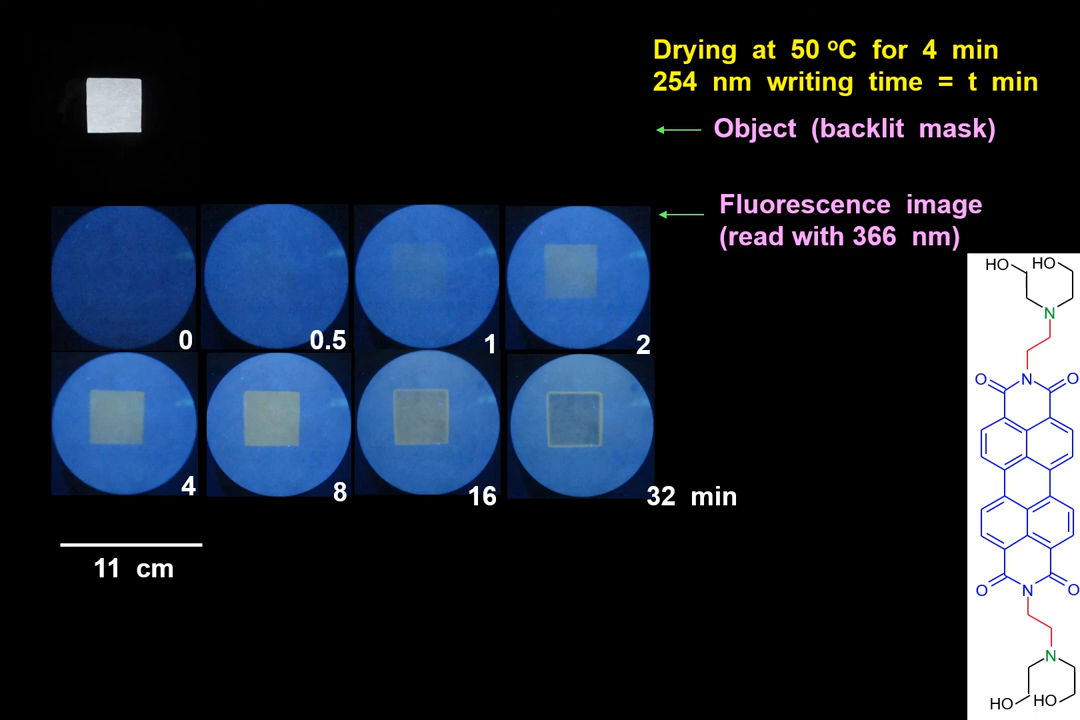 Drying at 50 ºC for 4 min
254 nm writing time = t min
Object (backlit mask)
Fluorescence image
(read with 366 nm)
0
0.5
1
2
4
8
16
32 min
11 cm
HO
HO
N
N
O
O
O
O
N
N
HO
HO